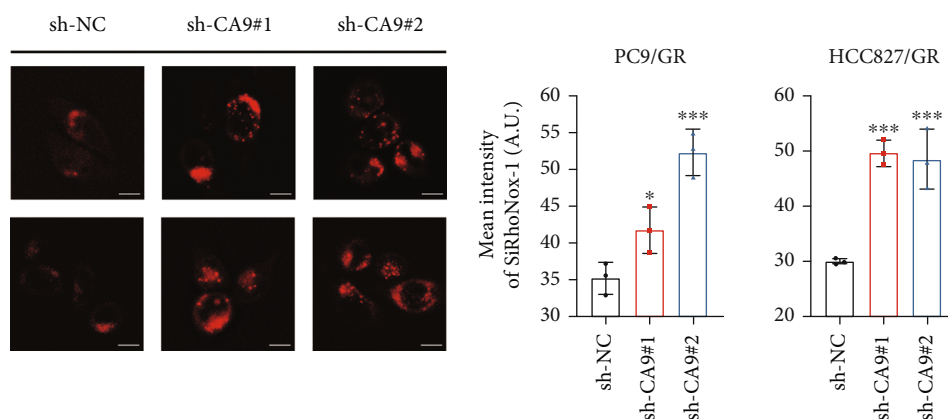 sh-NC sh-CA9#1 sh-CA9#2
PC9/GR
Mean intensity
of SiRhoNox-1 (A.U.)
60
55
50
45
40
35
30
*
***
sh-NC
sh-CA9#1
sh-CA9#2
HCC827/GR
60
50
40
30
20
***
***
sh-NC
sh-CA9#1
sh-CA9#2